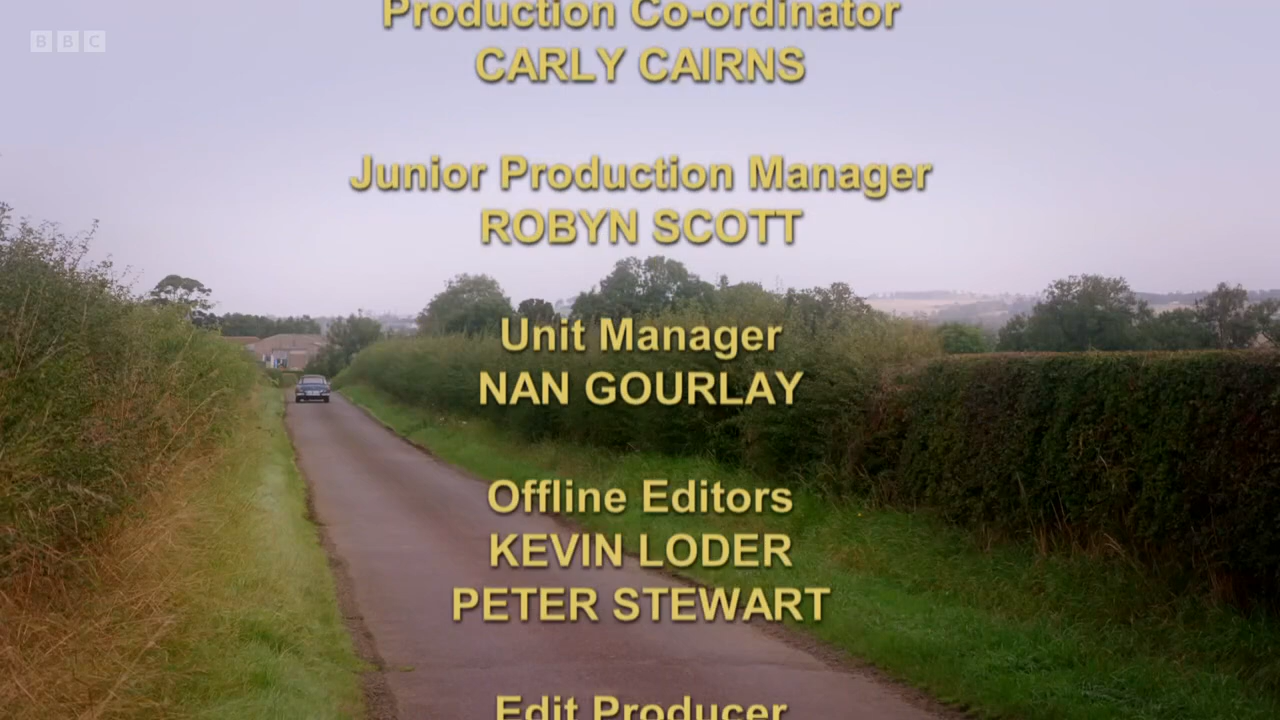 BBC
Production Co-ordinator
CARLY CAIRNS
Junior Production Manager
ROBYN SCOTT
Unit Manager
NAN GOURLAY
Offline Editors
KEVIN LODER
PETER STEWART
Edit Producer